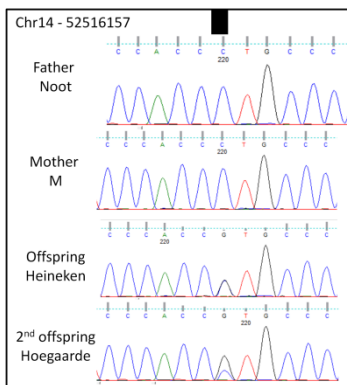 Chr14 - 52516157
C C A C C C T G C C C
220
Father
Noot
C C C A C C C T G C C C
220
Mother
M
C C C A C C G T G C C C
220
Offspring
Heineken
C C C A C C G T G C C C
220
2nd offspring
Hoegaarde